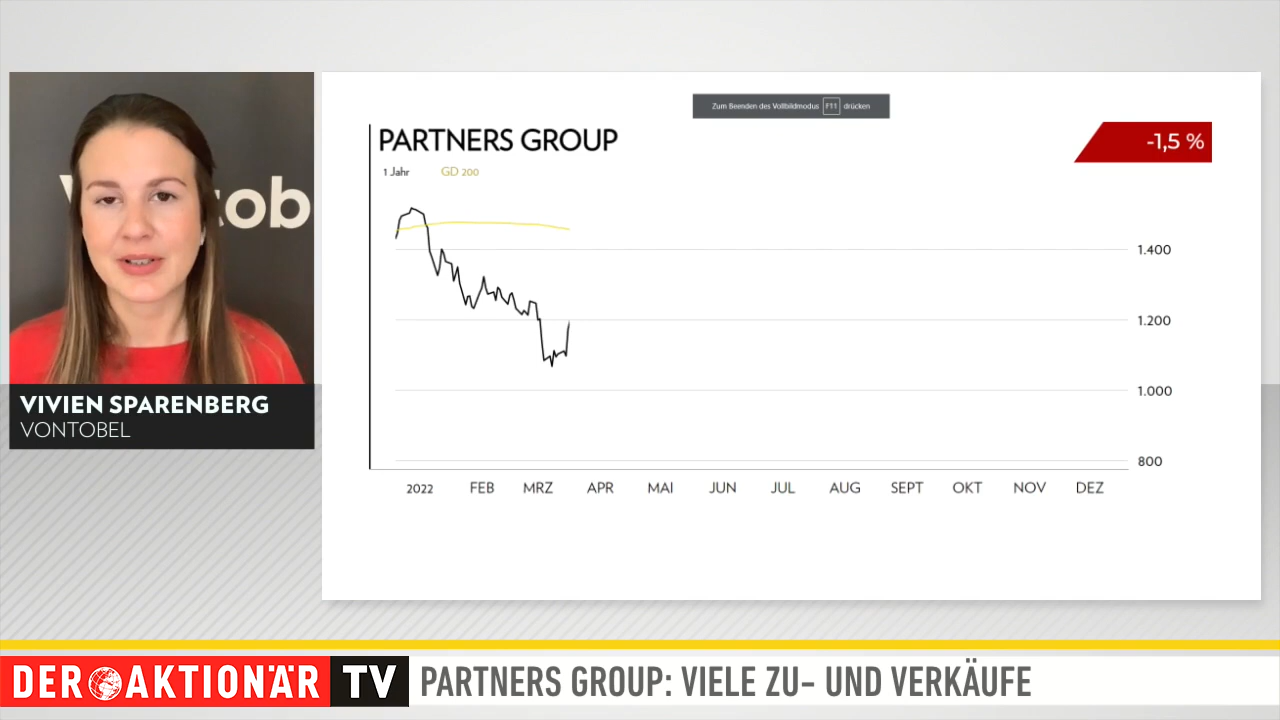 Zum Beenden des Vollbildmodus F11 drücken
PARTNERS GROUP
-1,5 %
1 Jahr GD 200
tob
1.400
1.200
1.000
800
2022 FEB MRZ APR MAI JUN JUL AUG SEPT OKT NOV DEZ
VIVIEN SPARENBERG
VONTOBEL
DER AKTIONÄR TV
PARTNERS GROUP: VIELE ZU- UND VERKÄUFE